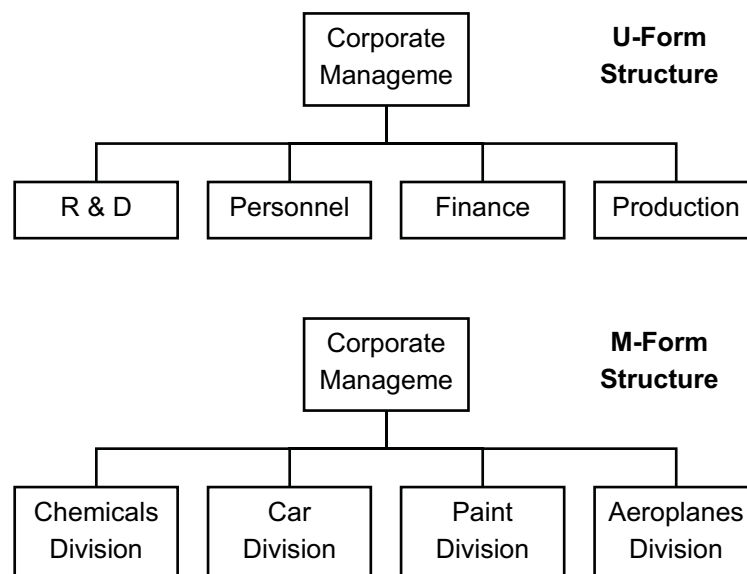 Corporate
Manageme
U-Form
Structure
R & D
Personnel
Finance
Production
Corporate
Manageme
M-Form
Structure
Chemicals
Division
Car
Division
Paint
Division
Aeroplanes
Division